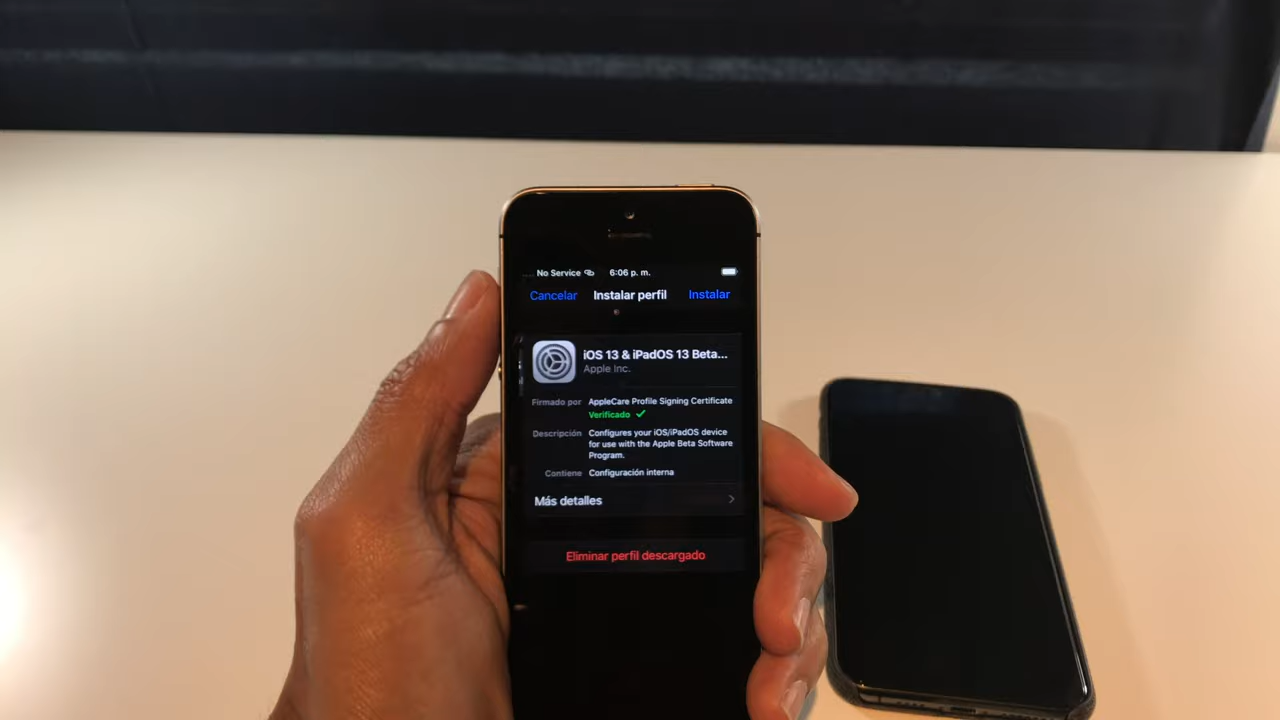 No Service 6:06 p. m.
Cancelar Instalar perfil Instalar
iOS 13 & iPadOS 13 Beta...
Apple Inc.
Firmado por AppleCare Profile Signing Certificate
Verificado ✓
Descripción Configures your iOS/iPadOS device
for use with the Apple Beta Software
Program.
Contiene Configuración interna
Más detalles
Eliminar perfil descargado